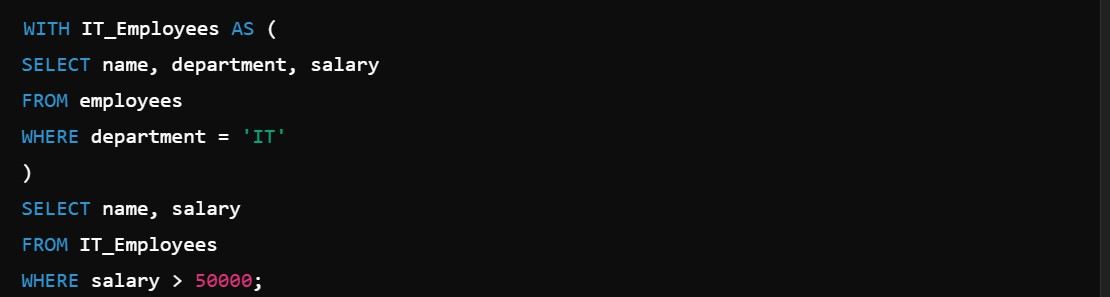 WITH IT_Employees AS (
SELECT name, department, salary
FROM employees
WHERE department = 'IT'
)
SELECT name, salary
FROM IT_Employees
WHERE salary > 50000;